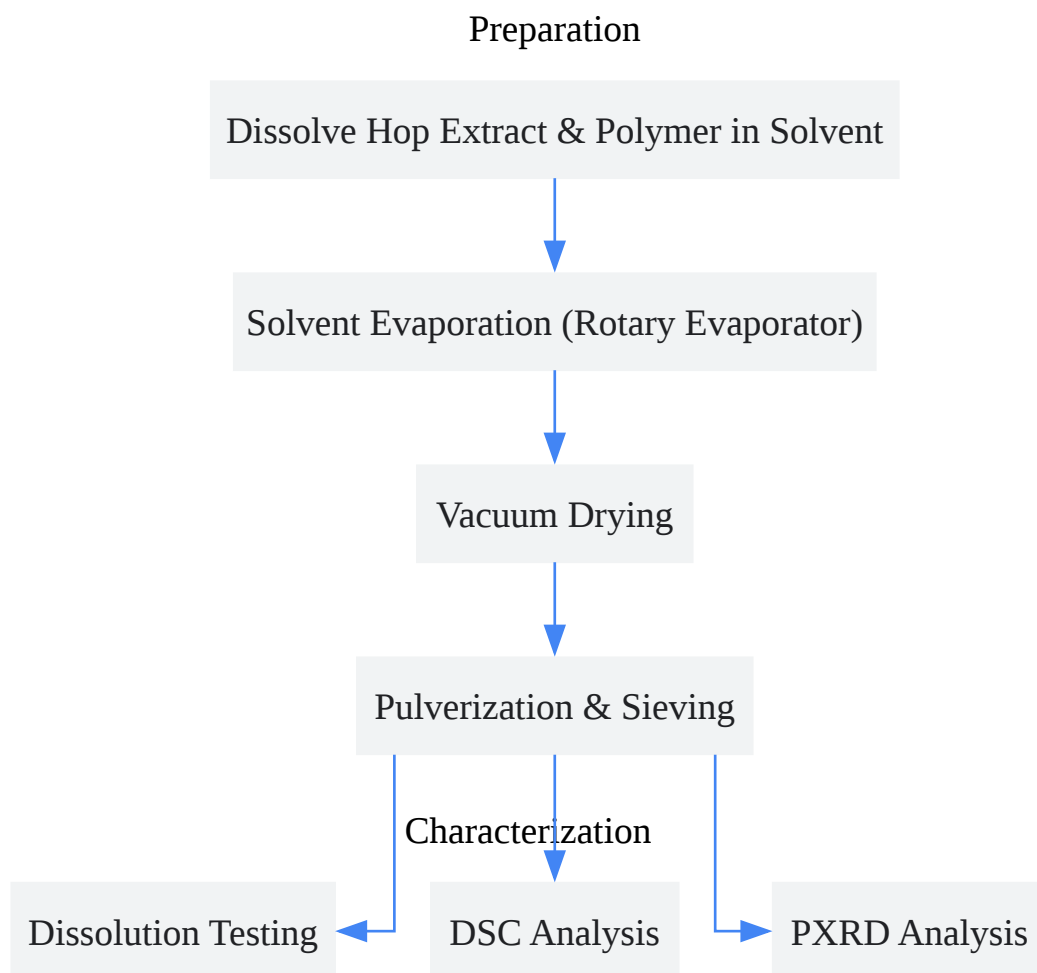 Preparation
Dissolve Hop Extract & Polymer in Solvent
Solvent Evaporation (Rotary Evaporator)
Vacuum Drying
Pulverization & Sieving
Characterization
Dissolution Testing
DSC Analysis
PXRD Analysis